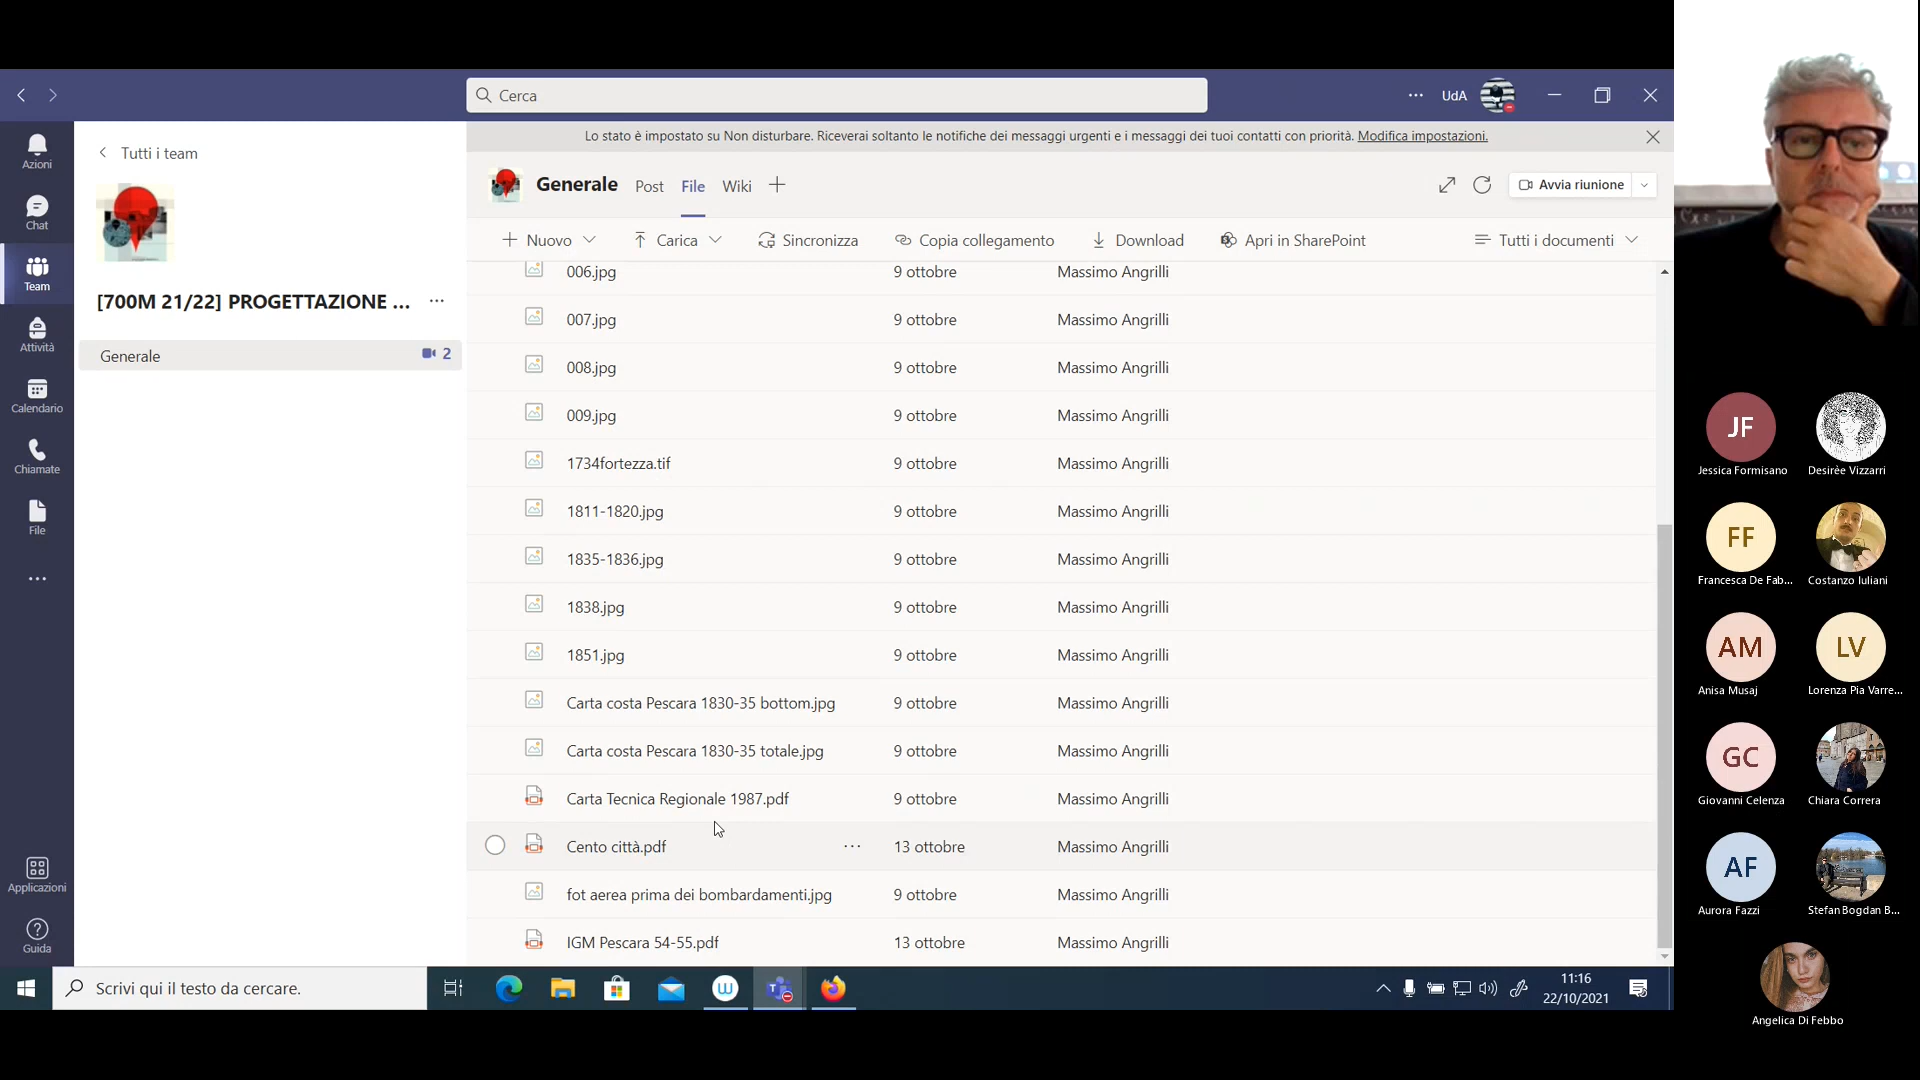 Cerca
UdA
Lo stato è impostato su Non disturbare. Riceverai soltanto le notifiche dei messaggi urgenti e i messaggi dei tuoi contatti con priorità. Modifica impostazioni.
Azioni
Chat
Team
Attività
Calendario
Chiamate
File
Applicazioni
Guida
Tutti i team
[700M 21/22] PROGETTAZIONE ...
Generale 2
Generale Post File Wiki
Avvia riunione
Nuovo Carica Sincronizza Copia collegamento Download Apri in SharePoint Tutti i documenti
006.jpg 9 ottobre Massimo Angrilli
007.jpg 9 ottobre Massimo Angrilli
008.jpg 9 ottobre Massimo Angrilli
009.jpg 9 ottobre Massimo Angrilli
1734fortezza.tif 9 ottobre Massimo Angrilli
1811-1820.jpg 9 ottobre Massimo Angrilli
1835-1836.jpg 9 ottobre Massimo Angrilli
1838.jpg 9 ottobre Massimo Angrilli
1851.jpg 9 ottobre Massimo Angrilli
Carta costa Pescara 1830-35 bottom.jpg 9 ottobre Massimo Angrilli
Carta costa Pescara 1830-35 totale.jpg 9 ottobre Massimo Angrilli
Carta Tecnica Regionale 1987.pdf 9 ottobre Massimo Angrilli
Cento città.pdf 13 ottobre Massimo Angrilli
fot aerea prima dei bombardamenti.jpg 9 ottobre Massimo Angrilli
IGM Pescara 54-55.pdf 13 ottobre Massimo Angrilli
Scrivi qui il testo da cercare.
11:16
22/10/2021
JF
Jessica Formisano Desirèe Vizzarri
FF
Francesca De Fab... Costanzo Iuliani
AM LV
Anisa Musaj Lorenza Pia Varre...
GC
Giovanni Celenza Chiara Correra
AF
Aurora Fazzi Stefan Bogdan B...
Angelica Di Febbo